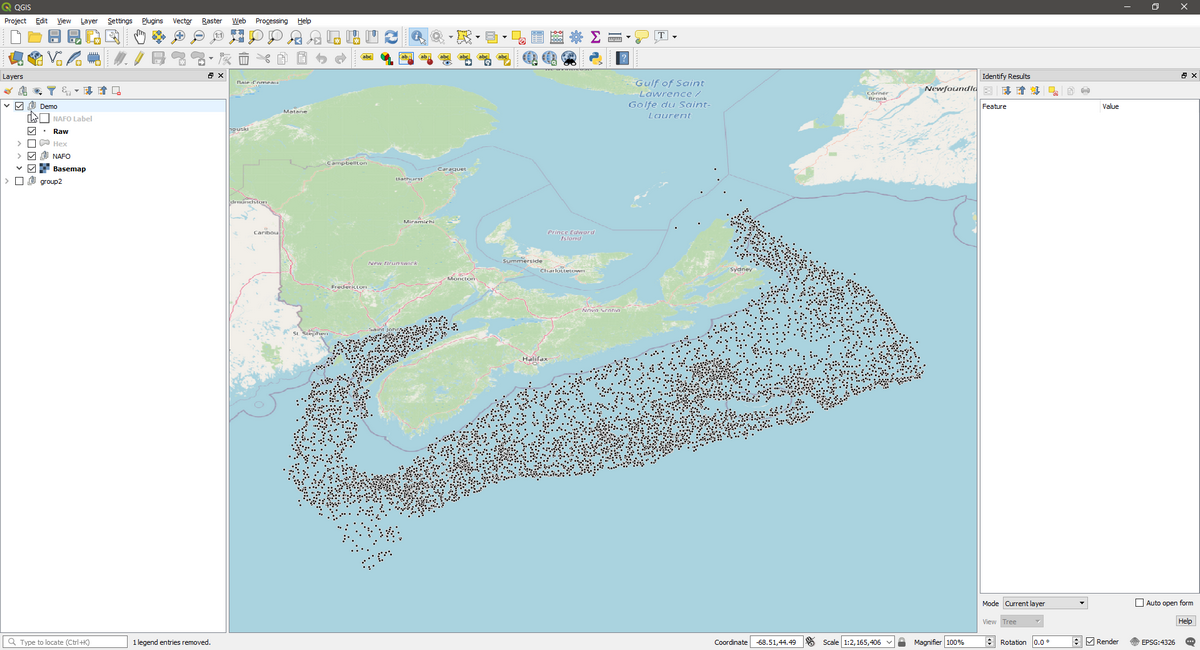 QGIS
Project Edit View Layer Settings Plugins Vector Raster Web Processing Help
Layers
Demo
NAFO Label
Raw
Hex
NAFO
Basemap
group2
Baie-Comeau
Matane
Campbellton
Caraquet
Bathurst
Edmundston
Miramichi
Caribou
New Brunswick
Fredericton
Moncton
St. Stephen
Saint John
Summerside
Prince Edward
Island
Charlottetown
Nova Scotia
Halifax
Sydney
Gulf of Saint
Lawrence /
Golfe du Saint-
Laurent
Corner
Brook
Newfoundla
Identify Results
Feature Value
Mode Current layer Auto open form
View Tree Help
Type to locate (Ctrl+K) 1 legend entries removed. Coordinate -68.51,44.49 Scale 1:2,165,406 Magnifier 100% Rotation 0.0 ° Render EPSG:4326